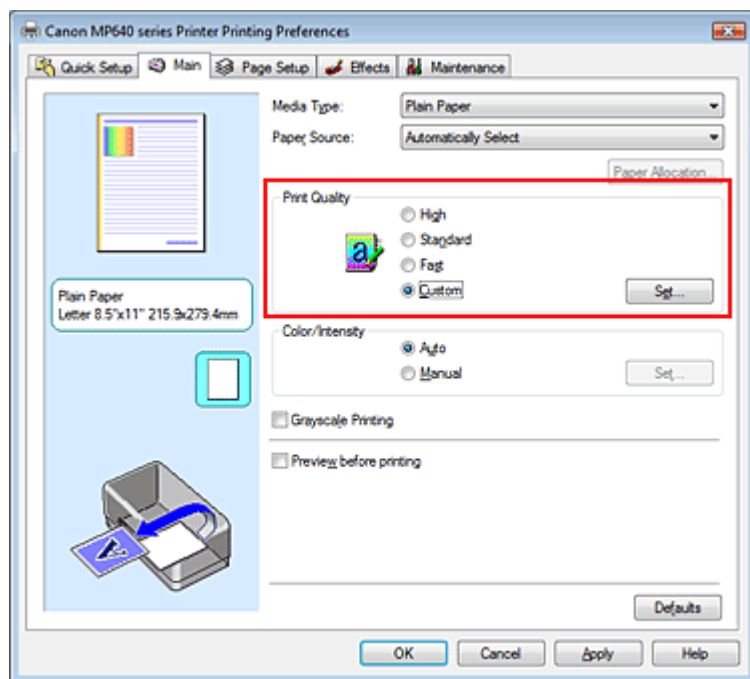 Canon MP640 series Printer Printing Preferences
Quick Setup Main Page Setup Effects Maintenance
Media Type: Plain Paper
Paper Source: Automatically Select
Paper Allocation...
Print Quality
High
a Standard
Fast
Custom Set...
Plain Paper
Letter 8.5"x11" 215.9x279.4mm
Color/Intensity
Auto
Manual Set...
Grayscale Printing
Preview before printing
A
Defaults
OK Cancel Apply Help